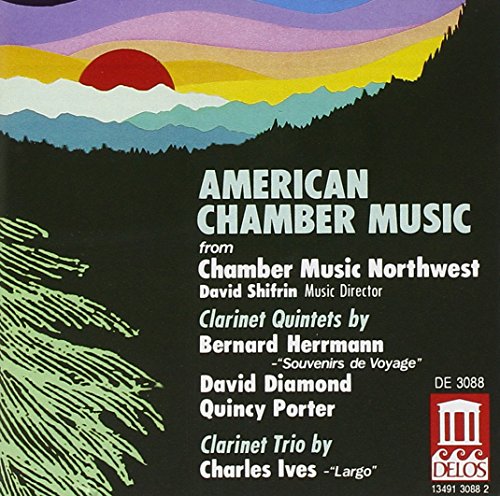 AMERICAN
CHAMBER MUSIC
from
Chamber Music Northwest
David Shifrin Music Director
Clarinet Quintets by
Bernard Herrmann
-"Souvenirs de Voyage"
David Diamond
Quincy Porter
Clarinet Trio by
Charles Ives -"Largo"
DE 3088
DELOS
13491 3088 2